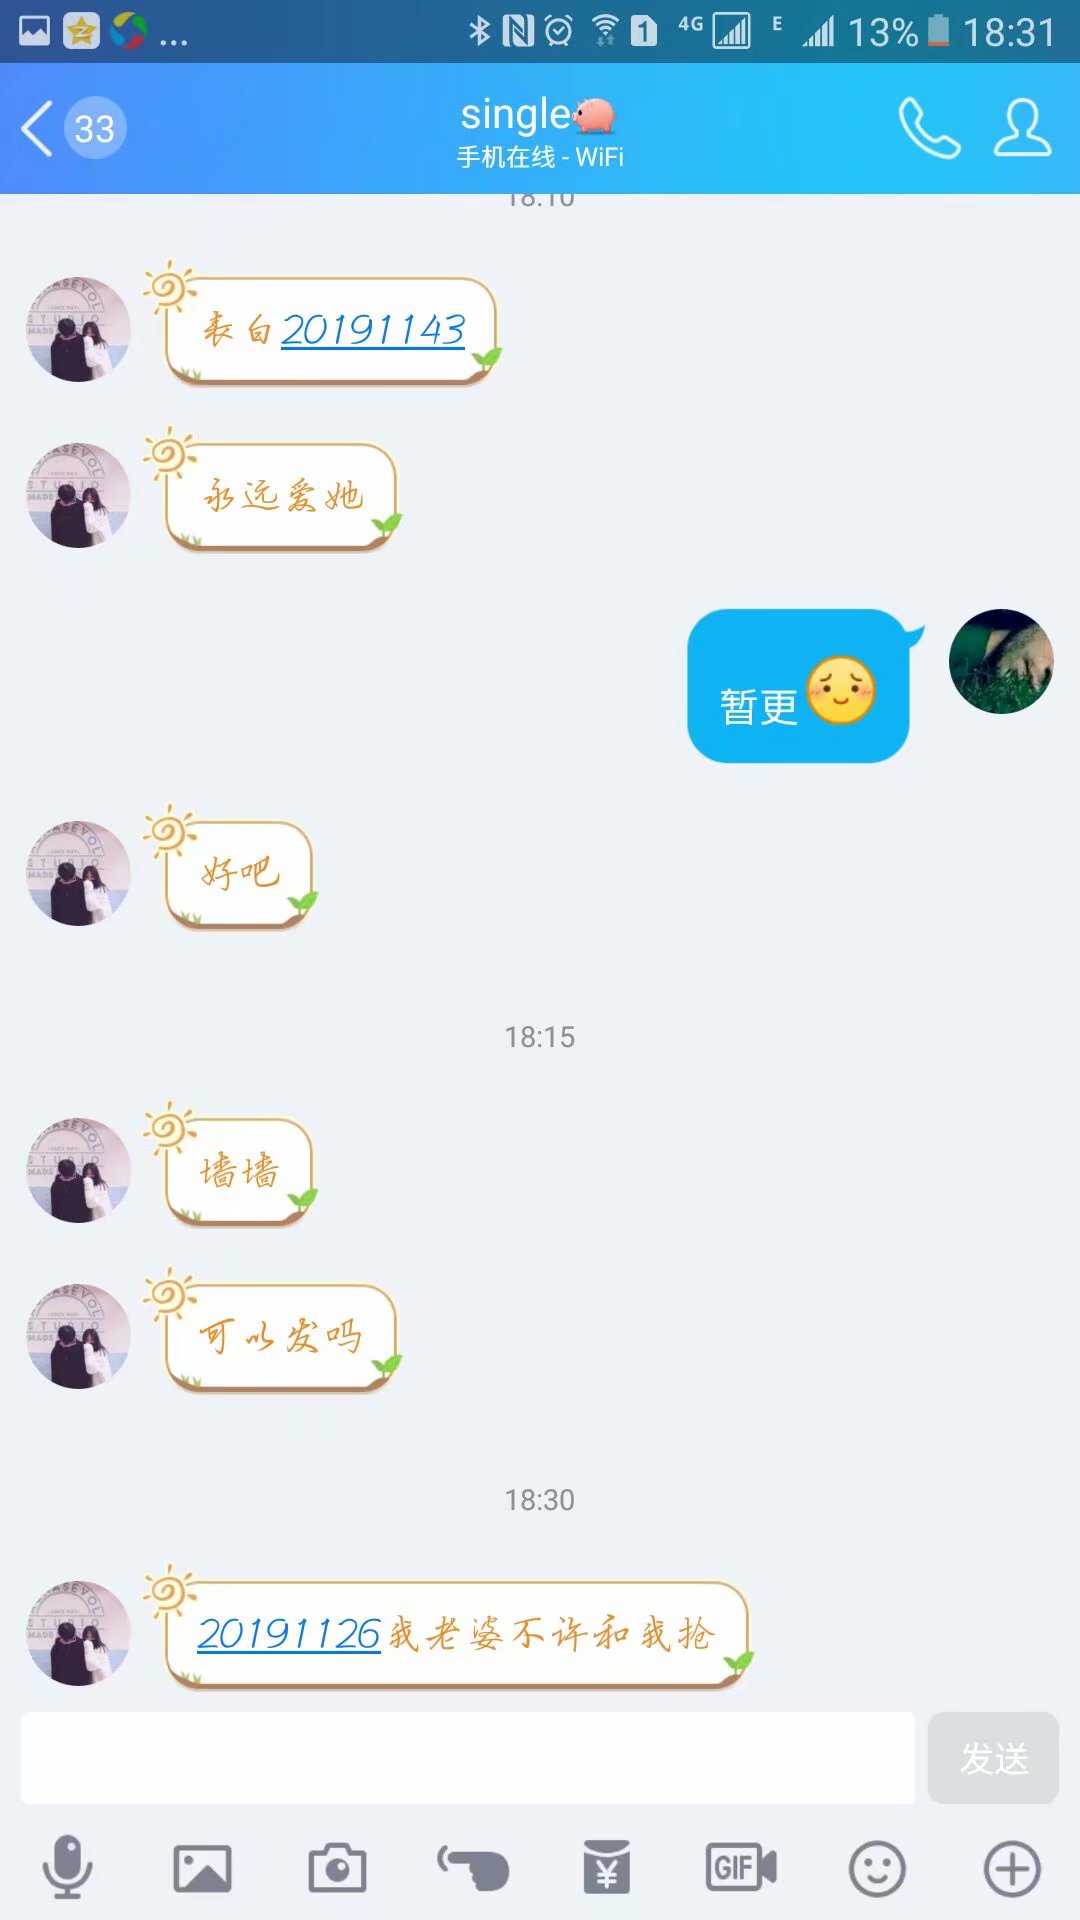 4G E 13% 18:31
33
single
手机在线 - WiFi
18:10
表白20191143
永远爱她
暂更
好吧
18:15
墙墙
可以发吗
18:30
20191126我老婆不许和我抢
发送
GIF